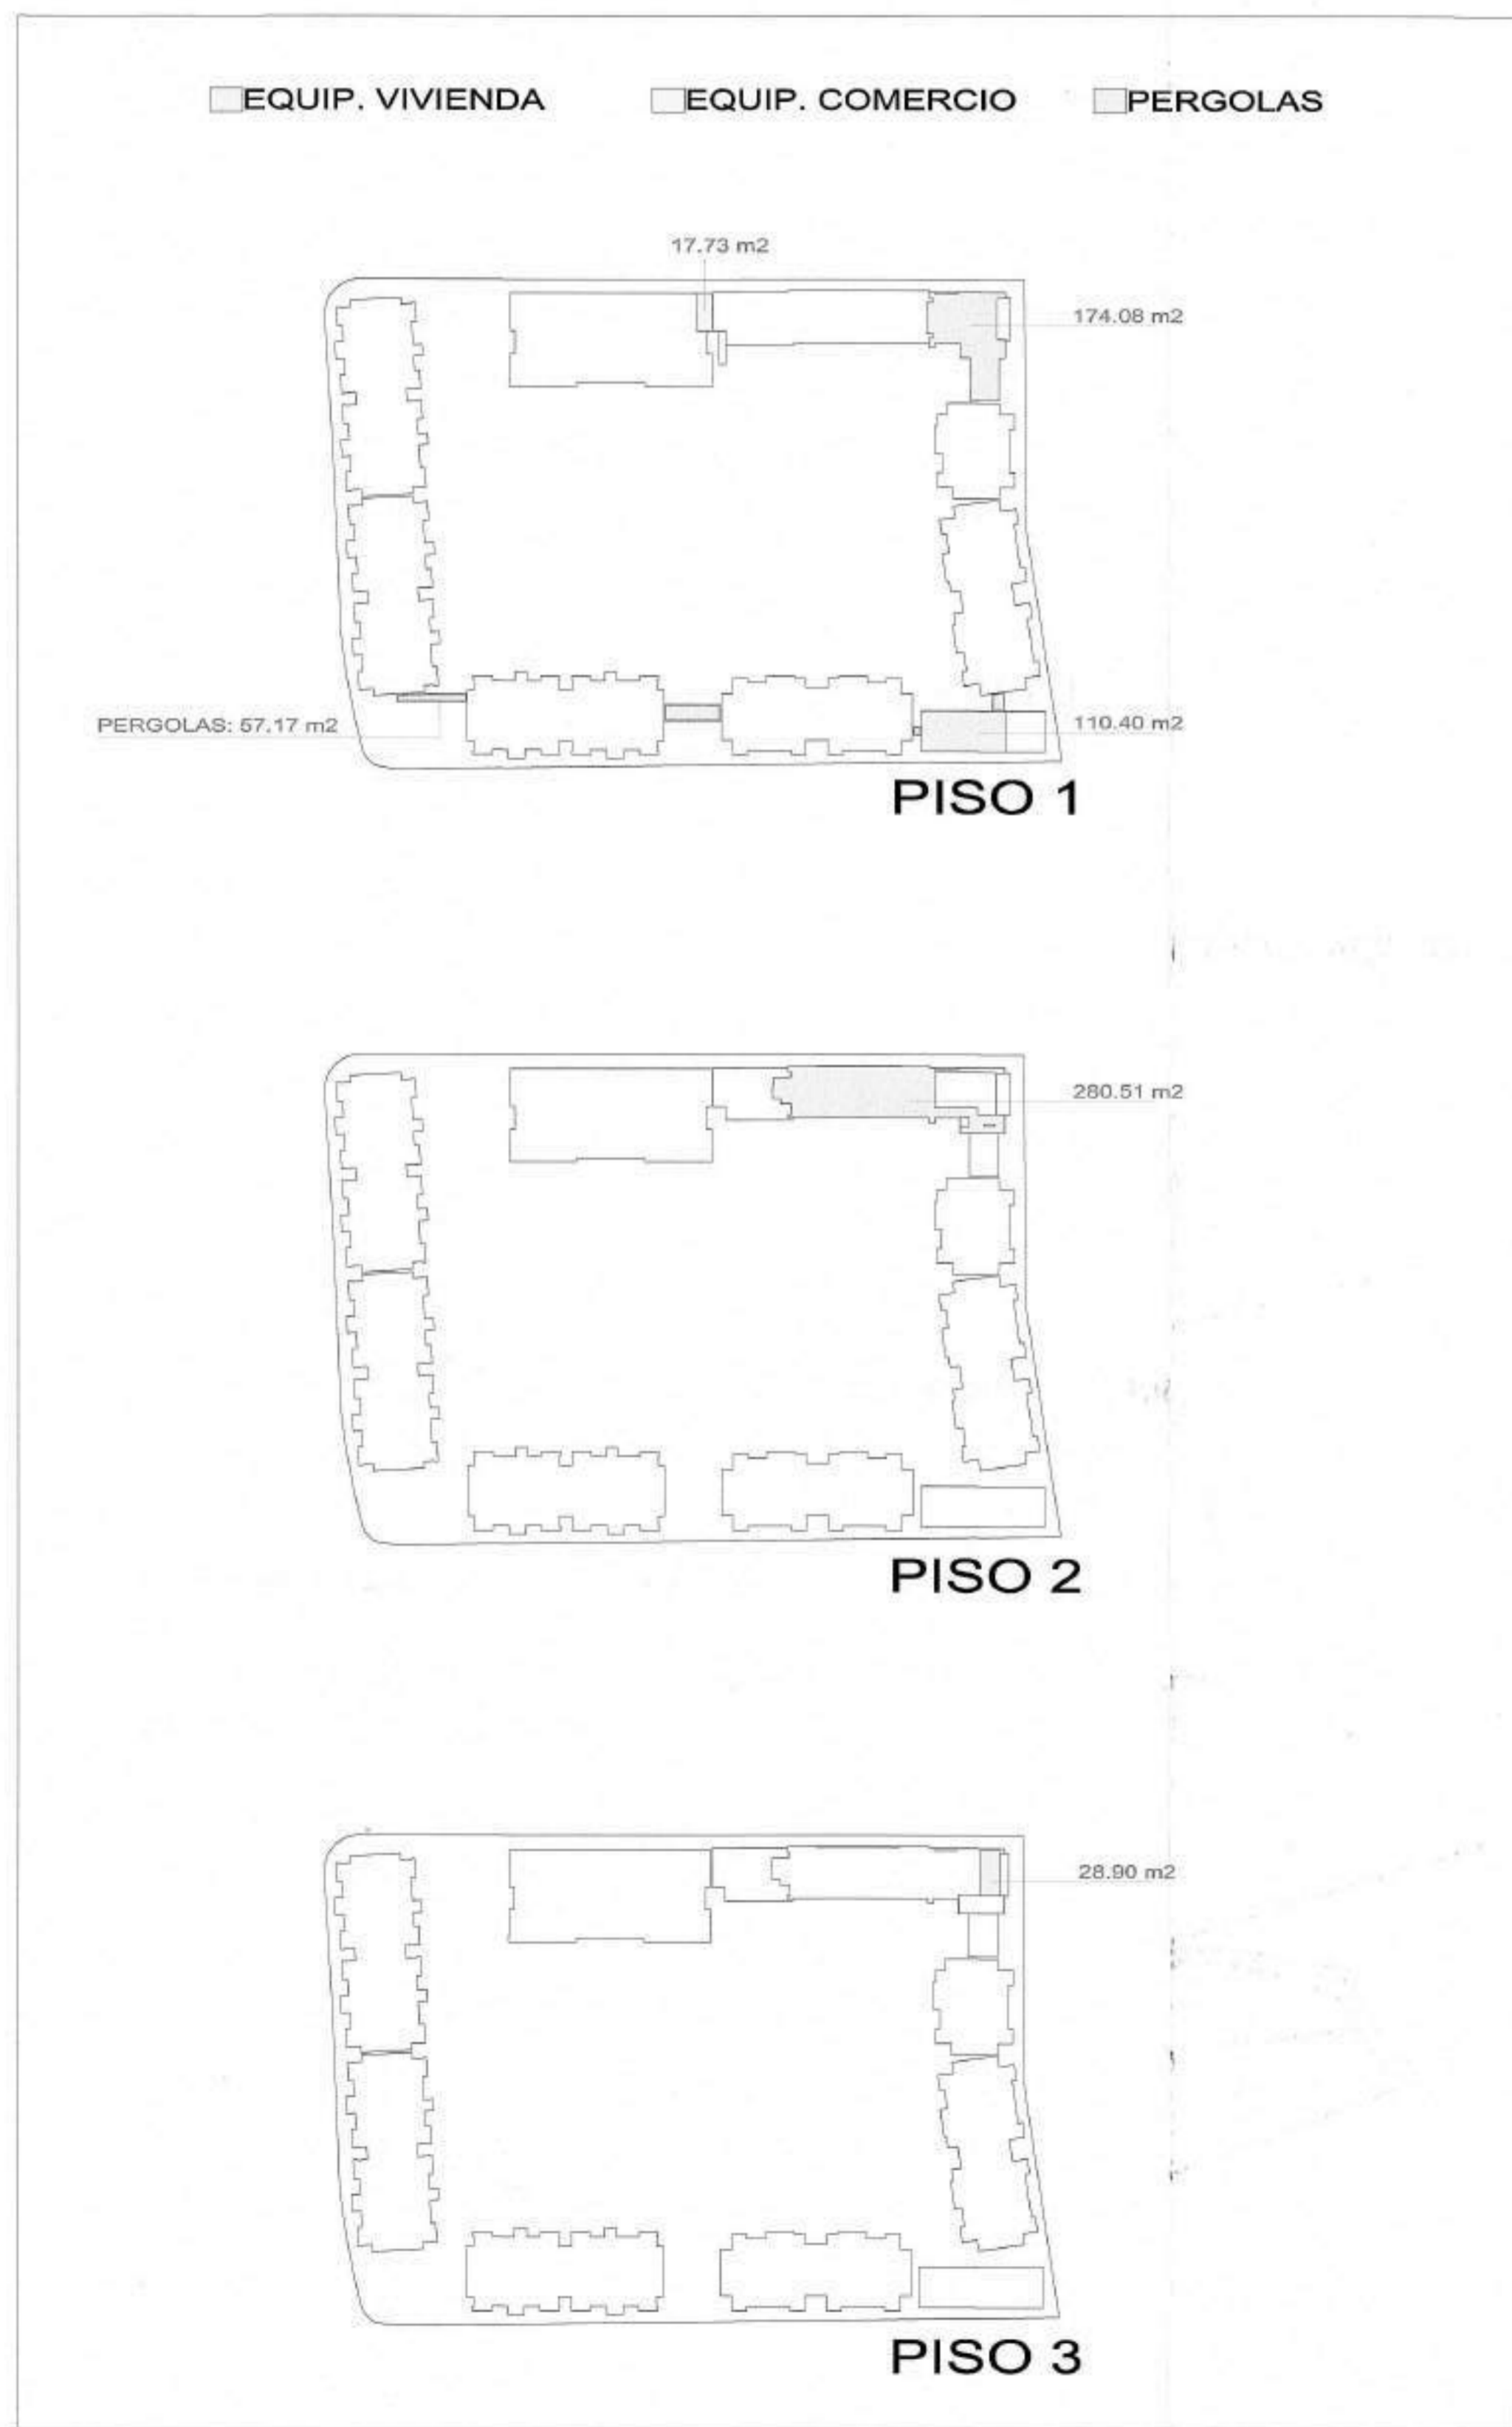 EQUIP. VIVIENDA EQUIP. COMERCIO PERGOLAS
17.73 m2
174.08 m2
PERGOLAS: 57.17 m2
110.40 m2
PISO 1
280.51 m2
PISO 2
28.90 m2
PISO 3